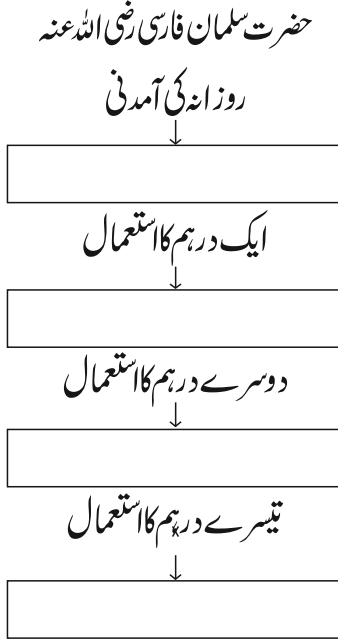 حضرت سلمان فارسی رضی اللہ عنہ
روزانہ کی آمدنی
ایک درہم کا استعمال
دوسرے درہم کا استعمال
تیسرے درہم کا استعمال